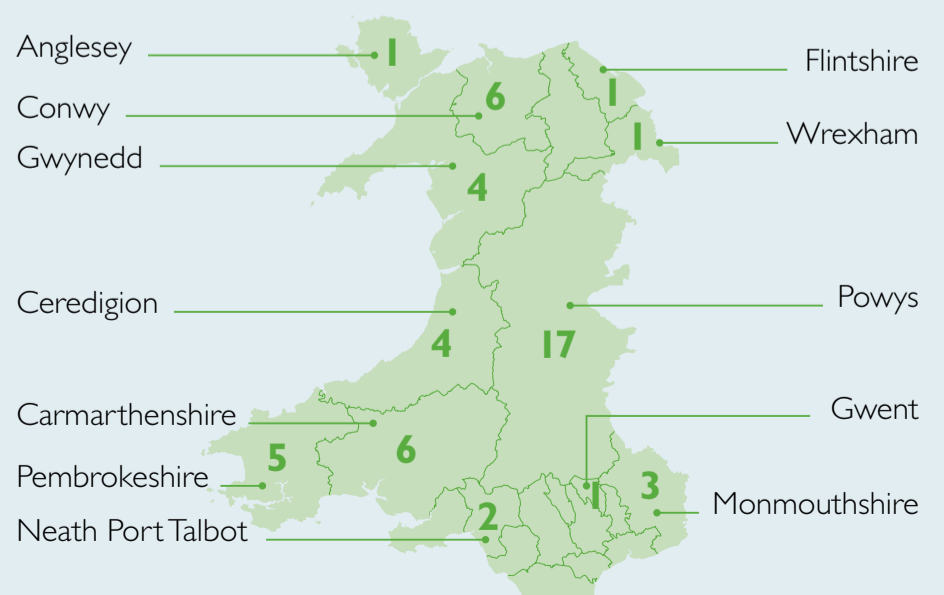 Anglesey
1
Conwy
6
Gwynedd
4
Flintshire
1
Wrexham
1
Ceredigion
4
Powys
17
Carmarthenshire
6
Pembrokeshire
5
Neath Port Talbot
2
Gwent
1
Monmouthshire
3